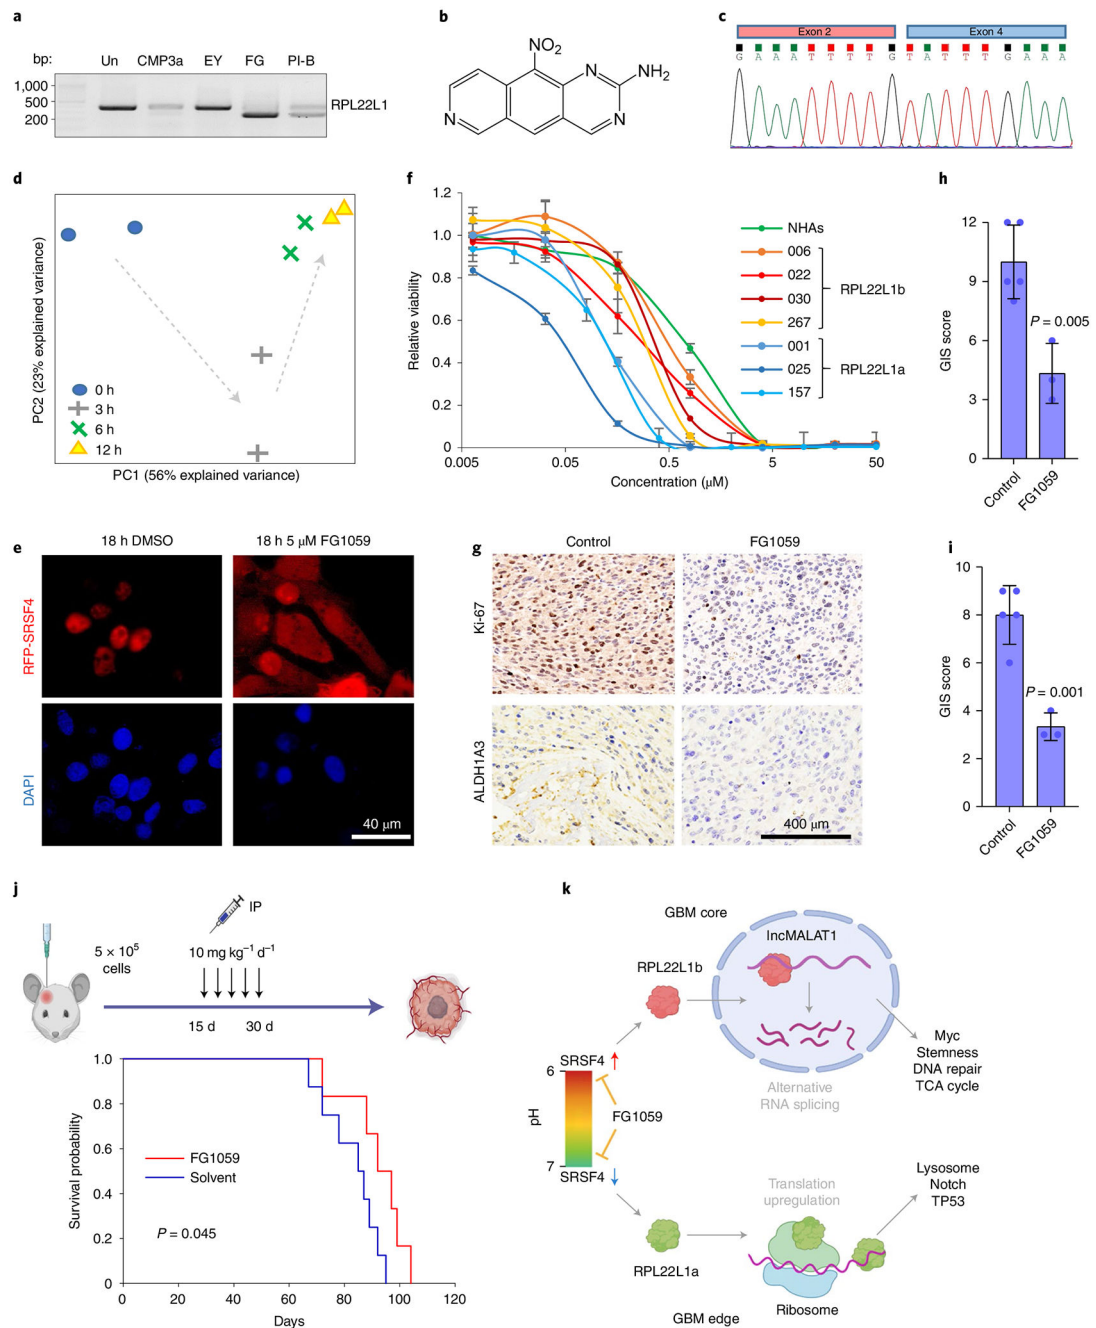 a
bp:
Un CMP3a EY FG PI-B
1,000
500
200
RPL22L1
b
NO2
N
NH2
N
N
c
Exon 2 Exon 4
G A A A T T T T G T A T T T G A A A
d
PC2 (23% explained variance)
0 h
3 h
6 h
12 h
PC1 (56% explained variance)
f
Relative viability
1.2
1.0
0.8
0.6
0.4
0.2
0
0.005 0.05 0.5 5 50
Concentration (μM)
NHAs
006
022
030
267
RPL22L1b
001
025
157
RPL22L1a
h
GIS score
12
9
6
3
0
P = 0.005
Control
FG1059
e
18 h DMSO 18 h 5 μM FG1059
RFP-SRSF4
DAPI
40 μm
g
Control FG1059
Ki-67
ALDH1A3
400 μm
i
GIS score
10
8
6
4
2
0
P = 0.001
Control
FG1059
j
IP
5 × 10⁵
cells
10 mg kg⁻¹ d⁻¹
15 d 30 d
Survival probability
1.0
0.8
0.6
0.4
0.2
0
FG1059
Solvent
P = 0.045
0 20 40 60 80 100 120
Days
k
GBM core
lncMALAT1
RPL22L1b
Myc
Stemness
DNA repair
TCA cycle
Alternative
RNA splicing
SRSF4
6
pH
FG1059
7
SRSF4
Translation
upregulation
Lysosome
Notch
TP53
RPL22L1a
Ribosome
GBM edge